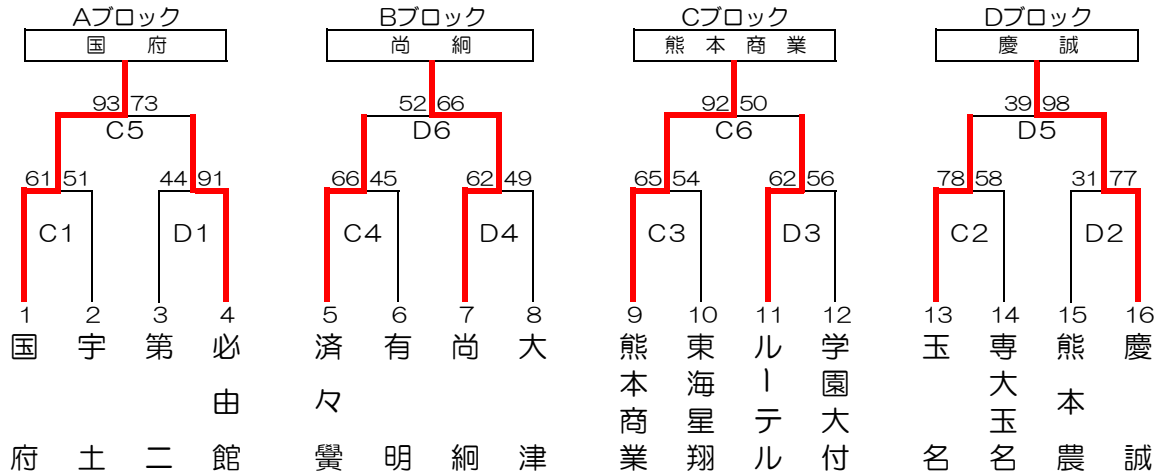 Aブロック Bブロック Cブロック Dブロック
国府 尚絅 熊本商業 慶誠
93 73 52 66 92 50 39 98
C5 D6 C6 D5
61 51 44 91 66 45 62 49 65 54 62 56 78 58 31 77
C1 D1 C4 D4 C3 D3 C2 D2
1 2 3 4 5 6 7 8 9 10 11 12 13 14 15 16
国府 宇土 第二 必由館 済々黌 有明 尚絅 大津 熊本商業 東海星翔 ルーテル 学園大付 玉名 専大玉名 熊本農 慶誠